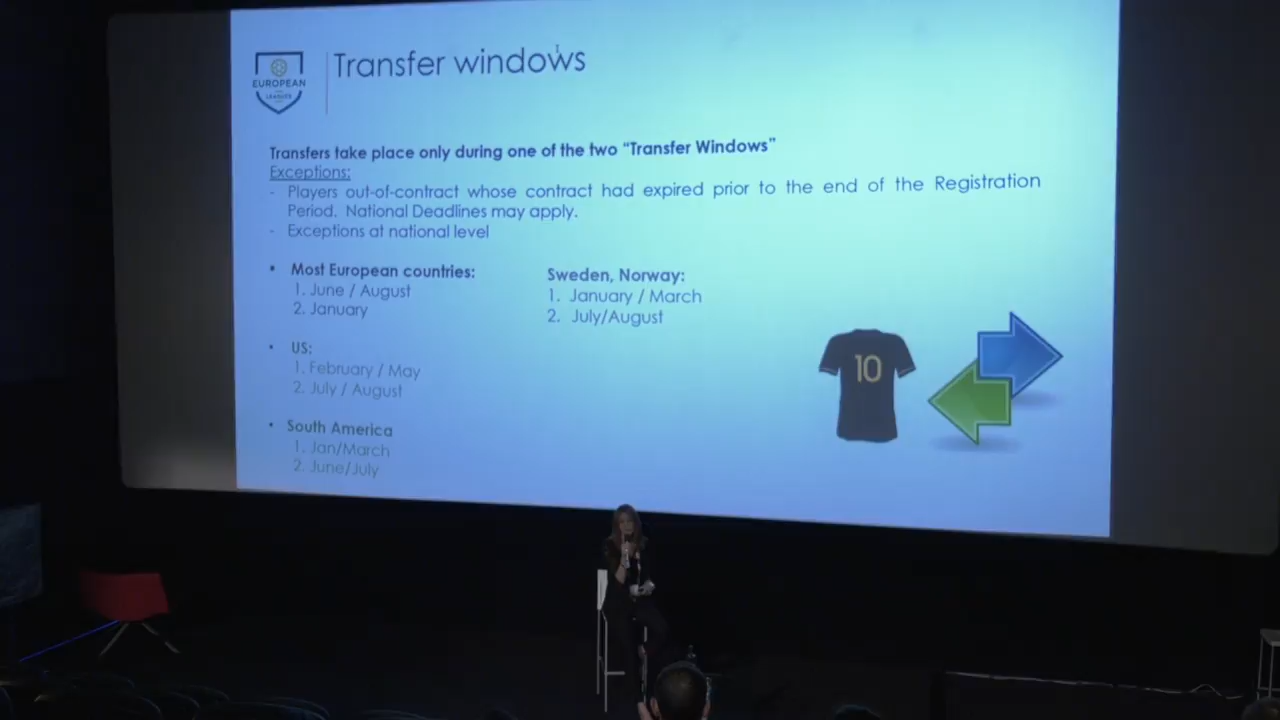 EUROPEAN
LEAGUES
Transfer windows
Transfers take place only during one of the two “Transfer Windows”
Exceptions:
- Players out-of-contract whose contract had expired prior to the end of the Registration
Period. National Deadlines may apply.
- Exceptions at national level
▪ Most European countries:
1. June / August
2. January
Sweden, Norway:
1. January / March
2. July/August
▪ US:
1. February / May
2. July / August
▪ South America
1. Jan/March
2. June/July
10